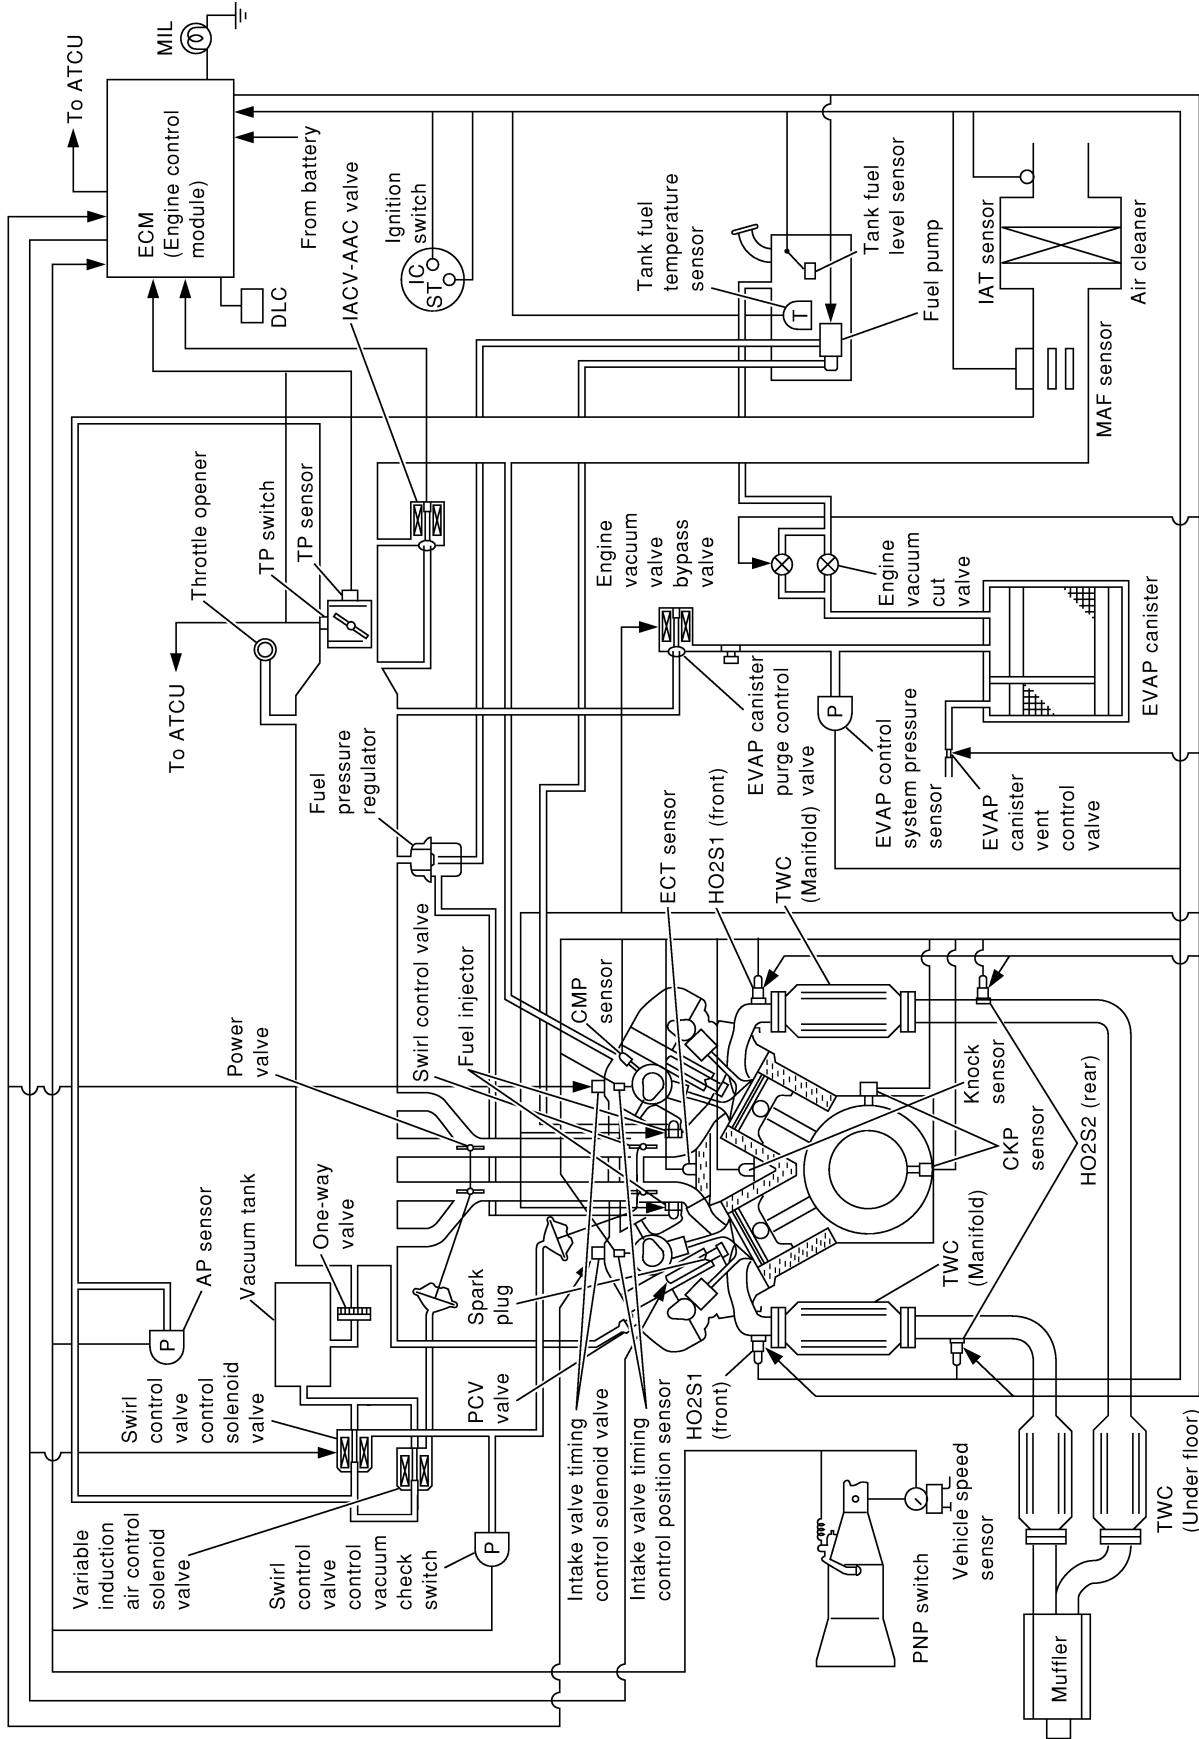 MIL
To ATCU
ECM
(Engine control
module)
From battery
DLC
IACV-AAC valve
Ignition
switch
IC
ST
Tank fuel
temperature
sensor
T
Tank fuel
level sensor
Fuel pump
IAT sensor
Air cleaner
MAF sensor
Throttle opener
TP switch
TP sensor
To ATCU
Engine
vacuum
valve
bypass
valve
Engine
vacuum
cut
valve
EVAP canister
EVAP canister
purge control
valve
P
EVAP control
system pressure
sensor
EVAP
canister
vent
control
valve
Fuel
pressure
regulator
ECT sensor
HO2S1 (front)
TWC
(Manifold)
Swirl control valve
Fuel injector
CMP
sensor
Power
valve
Knock
sensor
CKP
sensor
HO2S2 (rear)
One-way
valve
Vacuum tank
AP sensor
P
Spark
plug
TWC
(Manifold)
Swirl
control
valve
control
solenoid
valve
PCV
valve
Intake valve timing
control solenoid valve
Intake valve timing
control position sensor
HO2S1
(front)
Variable
induction
air control
solenoid
valve
Swirl
control
valve
control
vacuum
check
switch
P
PNP switch
Vehicle speed
sensor
TWC
(Under floor)
Muffler